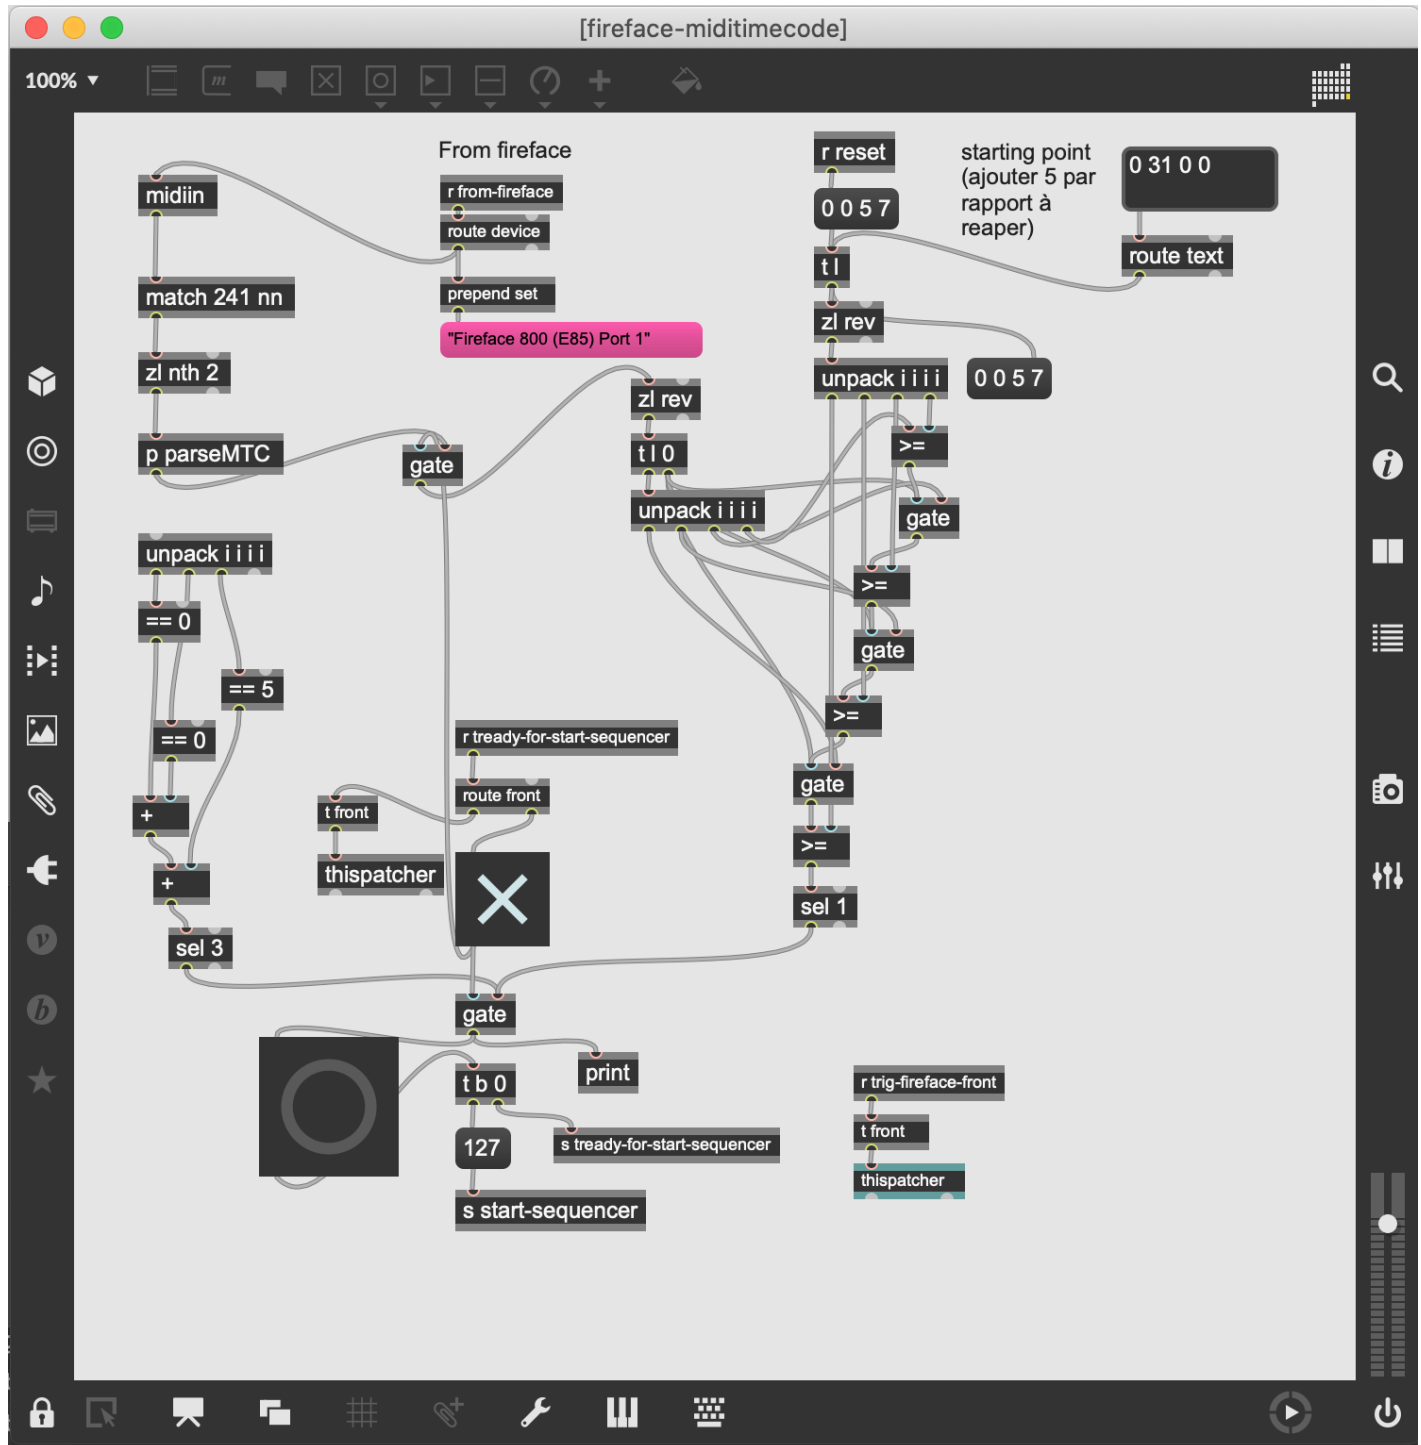 [fireface-miditimecode]
100%
From fireface
r reset
starting point
(ajouter 5 par
rapport à
reaper)
0 31 0 0
midiin
r from-fireface
0 0 5 7
route device
route text
t l
match 241 nn
prepend set
zl rev
"Fireface 800 (E85) Port 1"
zl nth 2
unpack i i i i
0 0 5 7
zl rev
p parseMTC
gate
t l 0
>=
unpack i i i i
gate
unpack i i i i
>=
== 0
gate
== 5
>=
== 0
r tready-for-start-sequencer
gate
route front
t front
+
>=
thispatcher
+
sel 1
sel 3
gate
print
t b 0
r trig-fireface-front
127
s tready-for-start-sequencer
t front
thispatcher
s start-sequencer